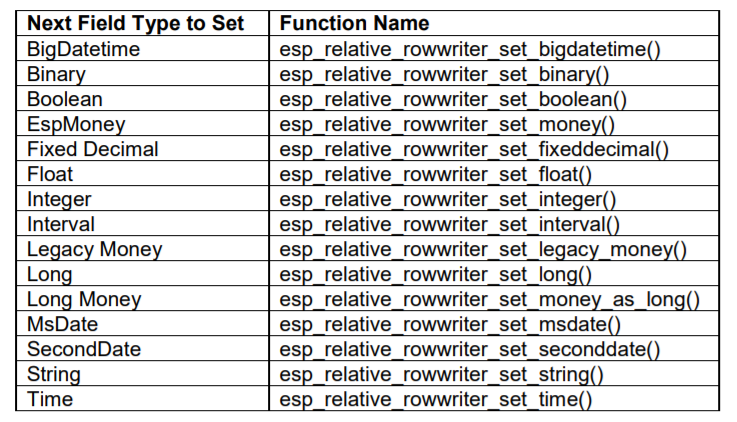 Next Field Type to Set Function Name
BigDatetime esp_relative_rowwriter_set_bigdatetime()
Binary esp_relative_rowwriter_set_binary()
Boolean esp_relative_rowwriter_set_boolean()
EspMoney esp_relative_rowwriter_set_money()
Fixed Decimal esp_relative_rowwriter_set_fixeddecimal()
Float esp_relative_rowwriter_set_float()
Integer esp_relative_rowwriter_set_integer()
Interval esp_relative_rowwriter_set_interval()
Legacy Money esp_relative_rowwriter_set_legacy_money()
Long esp_relative_rowwriter_set_long()
Long Money esp_relative_rowwriter_set_money_as_long()
MsDate esp_relative_rowwriter_set_msdate()
SecondDate esp_relative_rowwriter_set_seconddate()
String esp_relative_rowwriter_set_string()
Time esp_relative_rowwriter_set_time()